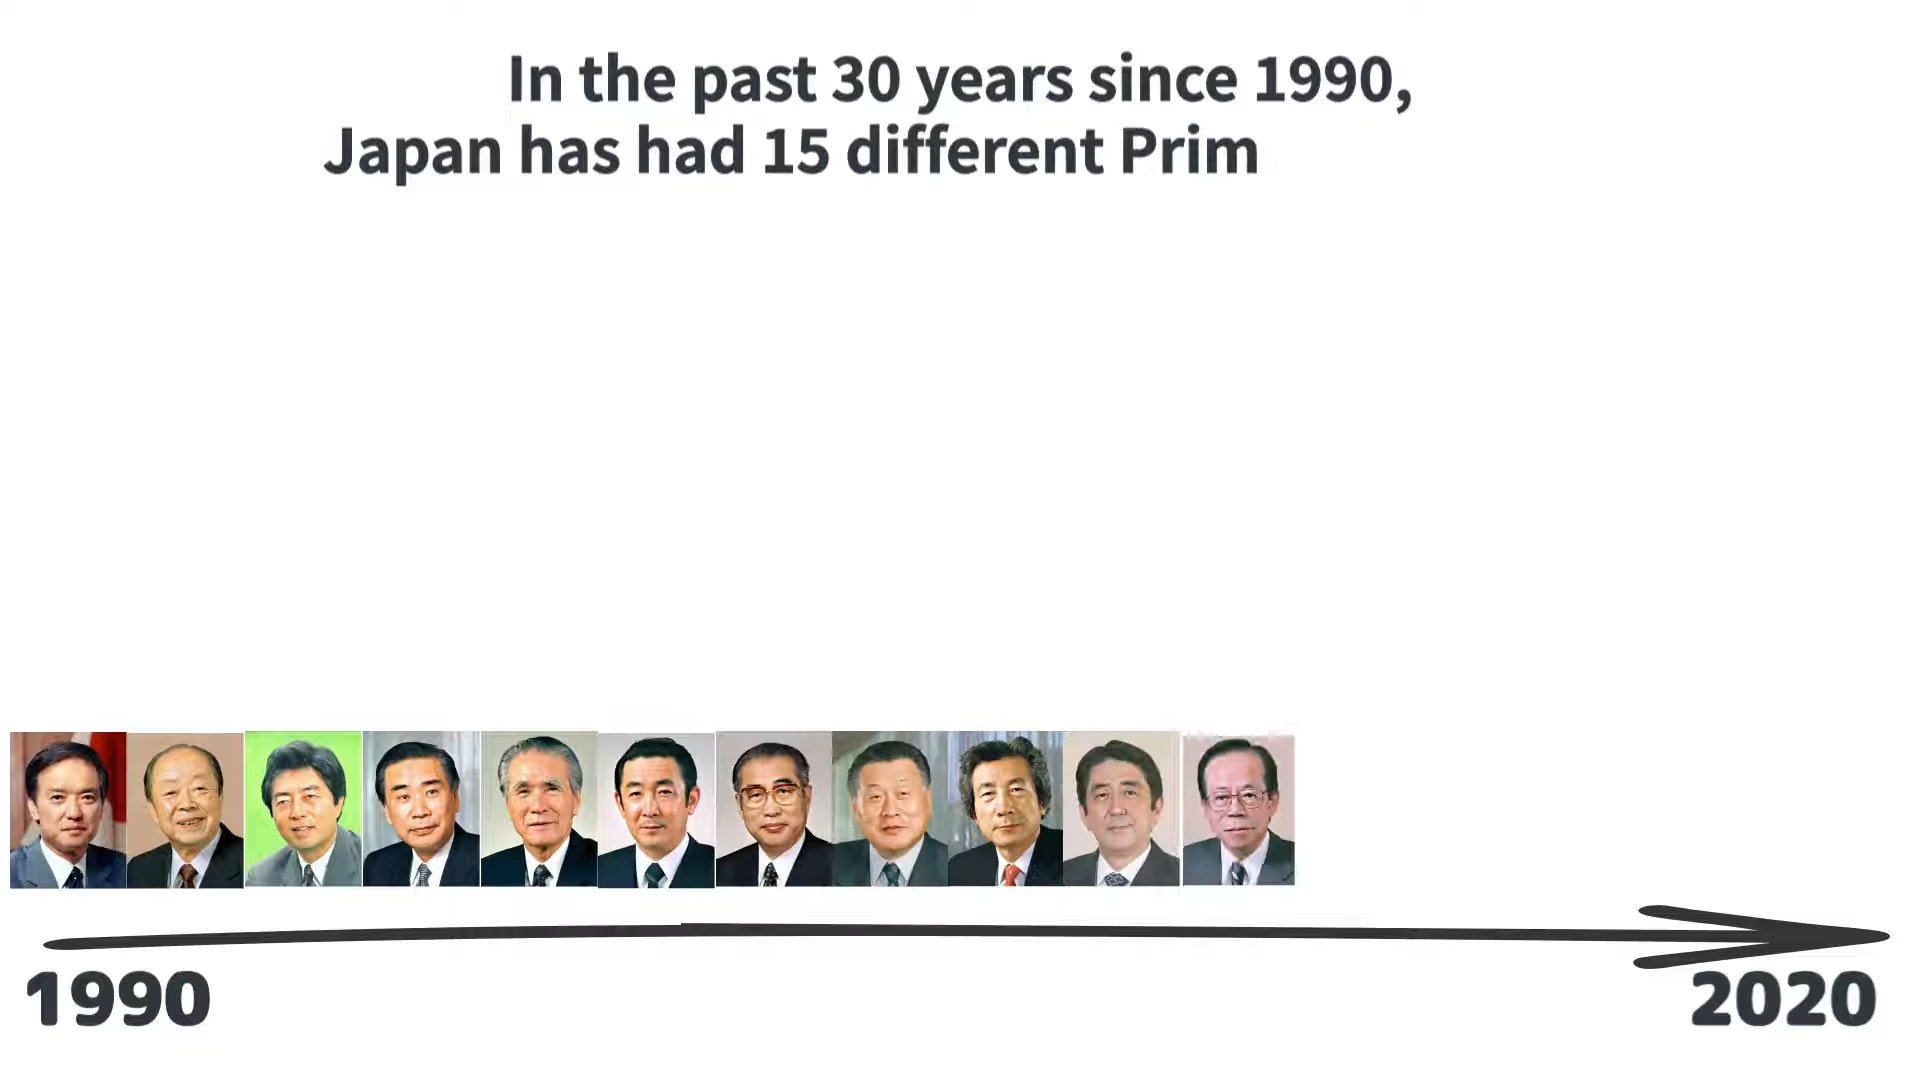 In the past 30 years since 1990,
Japan has had 15 different Prim
1990
2020